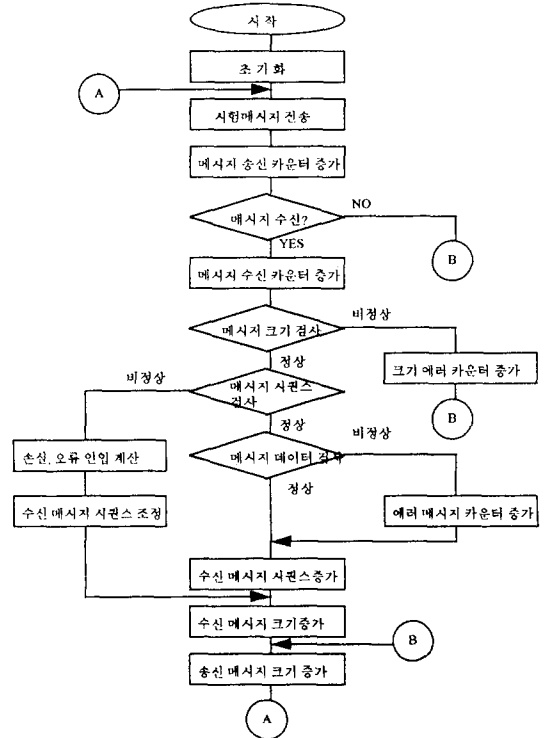 시 작
초 기 화
A
시험메시지 전송
메시지 송신 카운터 증가
메시지 수신?
NO
YES
B
메시지 수신 카운터 증가
메시지 크기 검사
비정상
정상
크기 에러 카운터 증가
비정상
메시지 시퀀스
검사
B
정상
비정상
손실, 오류 인입 계산
메시지 데이터 검사
정상
수신 메시지 시퀀스 조정
에러 메시지 카운터 증가
수신 메시지 시퀀스증가
수신 메시지 크기증가
B
송신 메시지 크기 증가
A